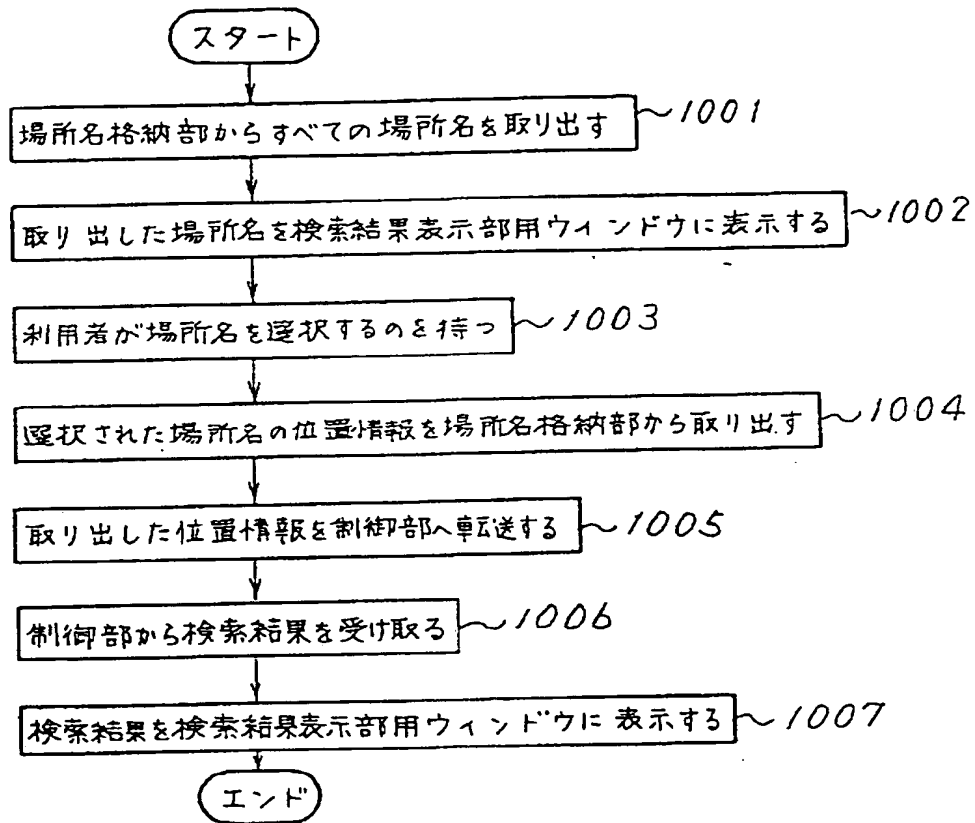 スタート
場所名格納部からすべての場所名を取り出す 1001
取り出した場所名を検索結果表示部用ウィンドウに表示する 1002
利用者が場所名を選択するのを持つ 1003
選択された場所名の位置情報を場所名格納部から取り出す 1004
取り出した位置情報を制御部へ転送する 1005
制御部から検索結果を受け取る 1006
検索結果を検索結果表示部用ウィンドウに表示する 1007
エンド